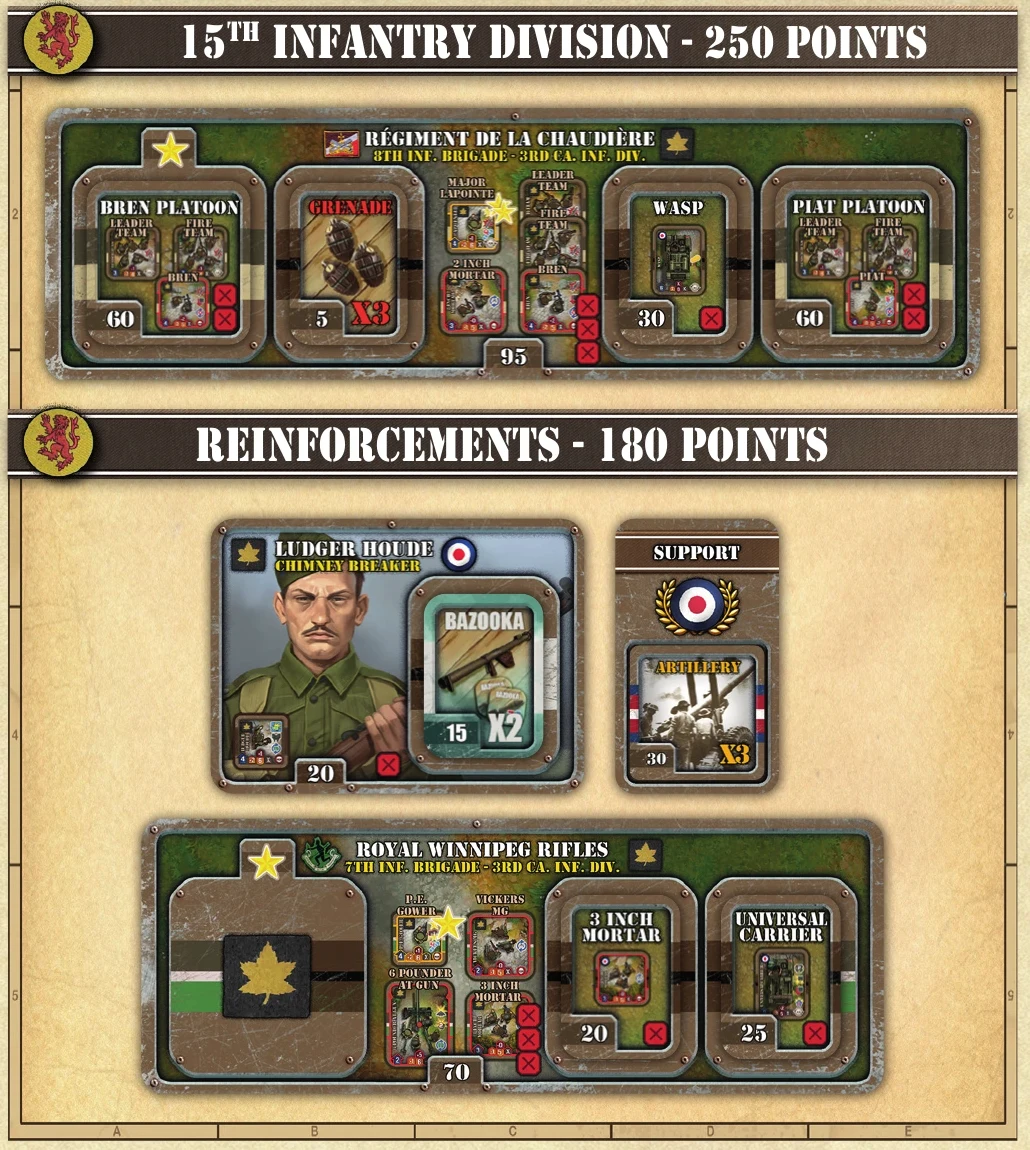 15TH INFANTRY DIVISION - 250 POINTS
RÉGIMENT DE LA CHAUDIÈRE
8TH INF. BRIGADE - 3RD CA. INF. DIV.
BREN PLATOON
LEADER TEAM
FIRE TEAM
BREN
60
GRENADE
5
X3
MAJOR LAPOINTE
LEADER TEAM
FIRE TEAM
2 INCH MORTAR
BREN
95
WASP
30
PIAT PLATOON
LEADER TEAM
FIRE TEAM
PIAT
60
2
2
REINFORCEMENTS - 180 POINTS
LUDGER HOUDE
CHIMNEY BREAKER
BAZOOKA
15
X2
20
SUPPORT
ARTILLERY
30
X3
4
4
ROYAL WINNIPEG RIFLES
7TH INF. BRIGADE - 3RD CA. INF. DIV.
P.E. GOWER
VICKERS MG
6 POUNDER AT GUN
3 INCH MORTAR
70
3 INCH
MORTAR
20
UNIVERSAL
CARRIER
25
5
5
A B C D E